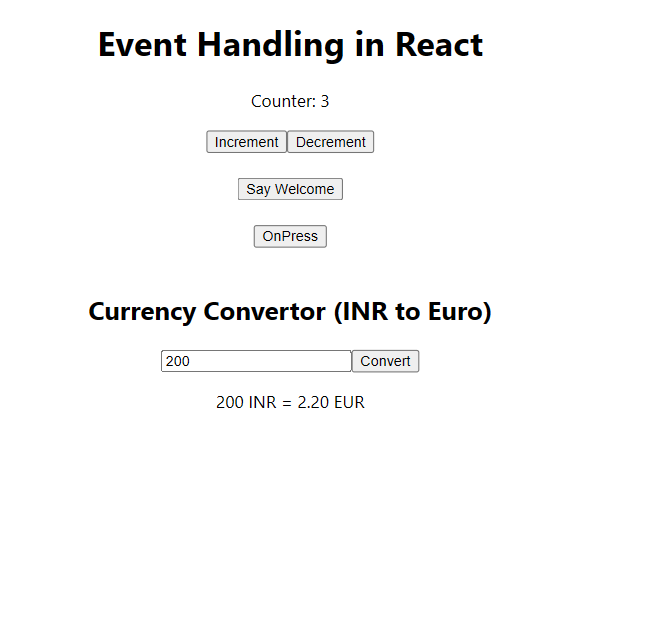 Event Handling in React
Counter: 3
Increment Decrement
Say Welcome
OnPress
Currency Convertor (INR to Euro)
200 Convert
200 INR = 2.20 EUR